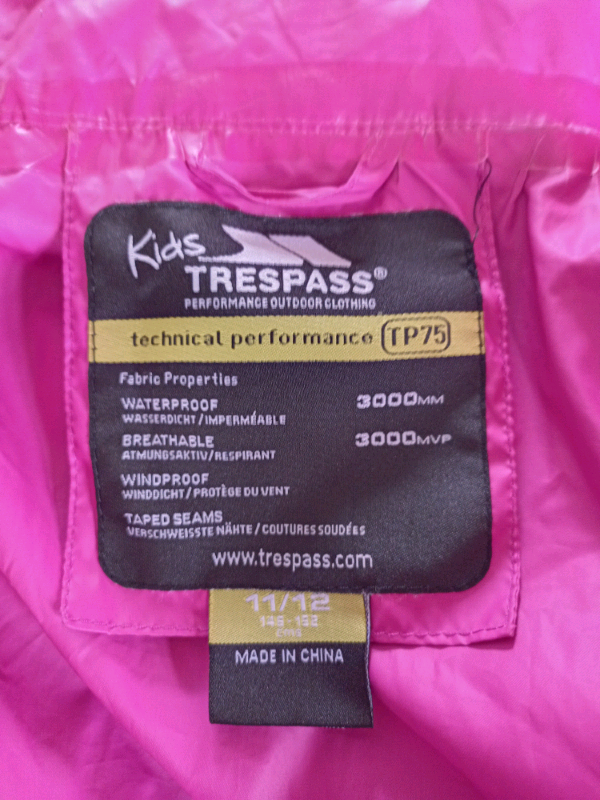 Kids
TRESPASS®
PERFORMANCE OUTDOOR CLOTHING
technical performance TP75
Fabric Properties
WATERPROOF 3000MM
WASSERDICHT/IMPERMÉABLE
BREATHABLE 3000MVP
ATMUNGSAKTIV/RESPIRANT
WINDPROOF
WINDDICHT/PROTÈGE DU VENT
TAPED SEAMS
VERSCHWEISSTE NÄHTE/COUTURES SOUDÉES
www.trespass.com
11/12
146-152
CMS
MADE IN CHINA